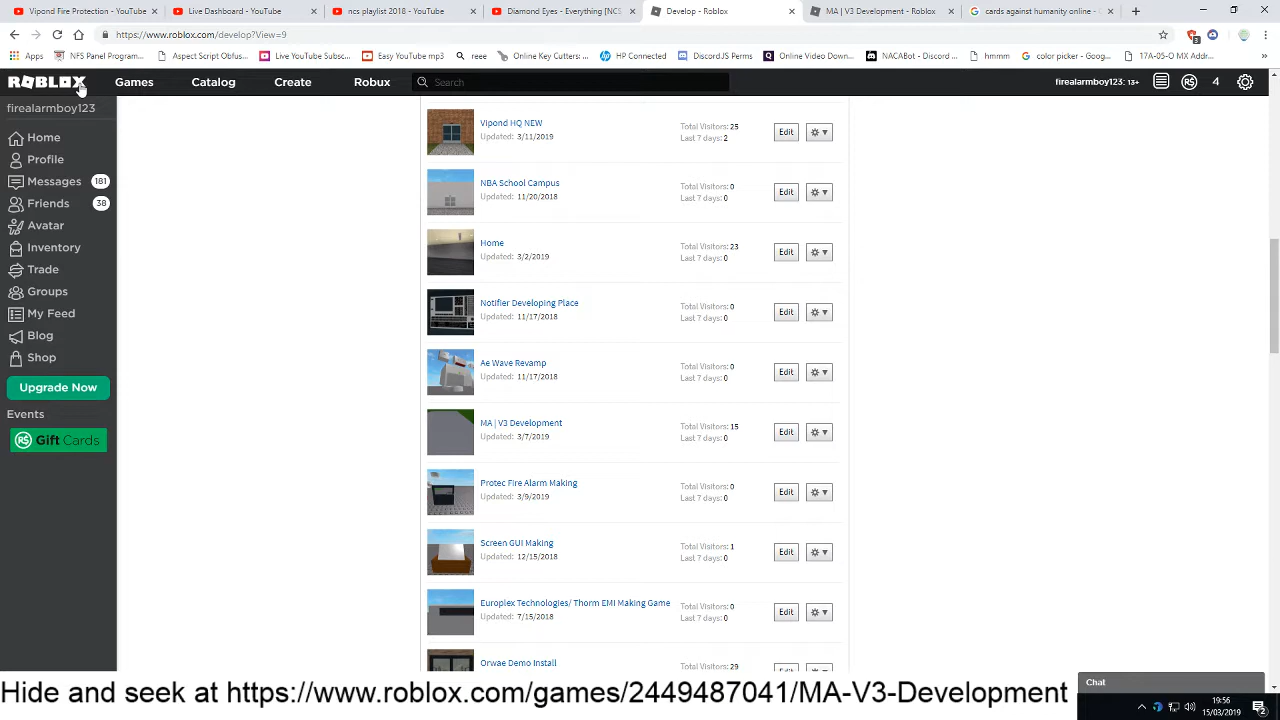 Vipond Fire Protection - YouTube
Live Dashboard - YouTube
ncs playlist 2018 - YouTube
Diamond Eyes - Everything [NCS
Develop - Roblox
MA | V3 Development - Roblox
cards against humanity online -
https://www.roblox.com/develop?View=9
Apps
NFS Panel Programm...
Aspect Script Obfus...
Live YouTube Subsc...
Easy YouTube mp3
reee
HP Connected
DiscordJS Permiso...
Online Video Down...
NACABot - Discord...
hmmm
color picker - Goog...
17A-05-O MX Addr...
ROBLOX
Games
Catalog
Create
Robux
Search
firealarmboy123: 13+
4
firealarmboy123
Home
Profile
Messages 181
Friends 38
Avatar
Inventory
Trade
Groups
My Feed
Blog
Shop
Upgrade Now
Events
R$ Gift Cards
Vipond HQ NEW
Updated: 3/11/2019
Total Visitors: 25
Last 7 days: 2
Edit
NBA School Campus
Updated: 11/20/2018
Total Visitors: 0
Last 7 days: 0
Edit
Home
Updated: 3/2/2019
Total Visitors: 23
Last 7 days: 0
Edit
Notifier Developing Place
Updated: 11/17/2018
Total Visitors: 0
Last 7 days: 0
Edit
Ae Wave Revamp
Updated: 11/17/2018
Total Visitors: 0
Last 7 days: 0
Edit
MA | V3 Development
Updated: 3/7/2019
Total Visitors: 15
Last 7 days: 0
Edit
Protec Fire Alarm Making
Updated: 3/9/2019
Total Visitors: 0
Last 7 days: 0
Edit
Screen GUI Making
Updated: 12/15/2018
Total Visitors: 1
Last 7 days: 0
Edit
Europlex Technologies/ Thorm EMI Making Game
Updated: 7/15/2018
Total Visitors: 0
Last 7 days: 0
Edit
Orwae Demo Install
Total Visitors: 29
Chat
Hide and seek at https://www.roblox.com/games/2449487041/MA-V3-Development
19:56
15/03/2019
2